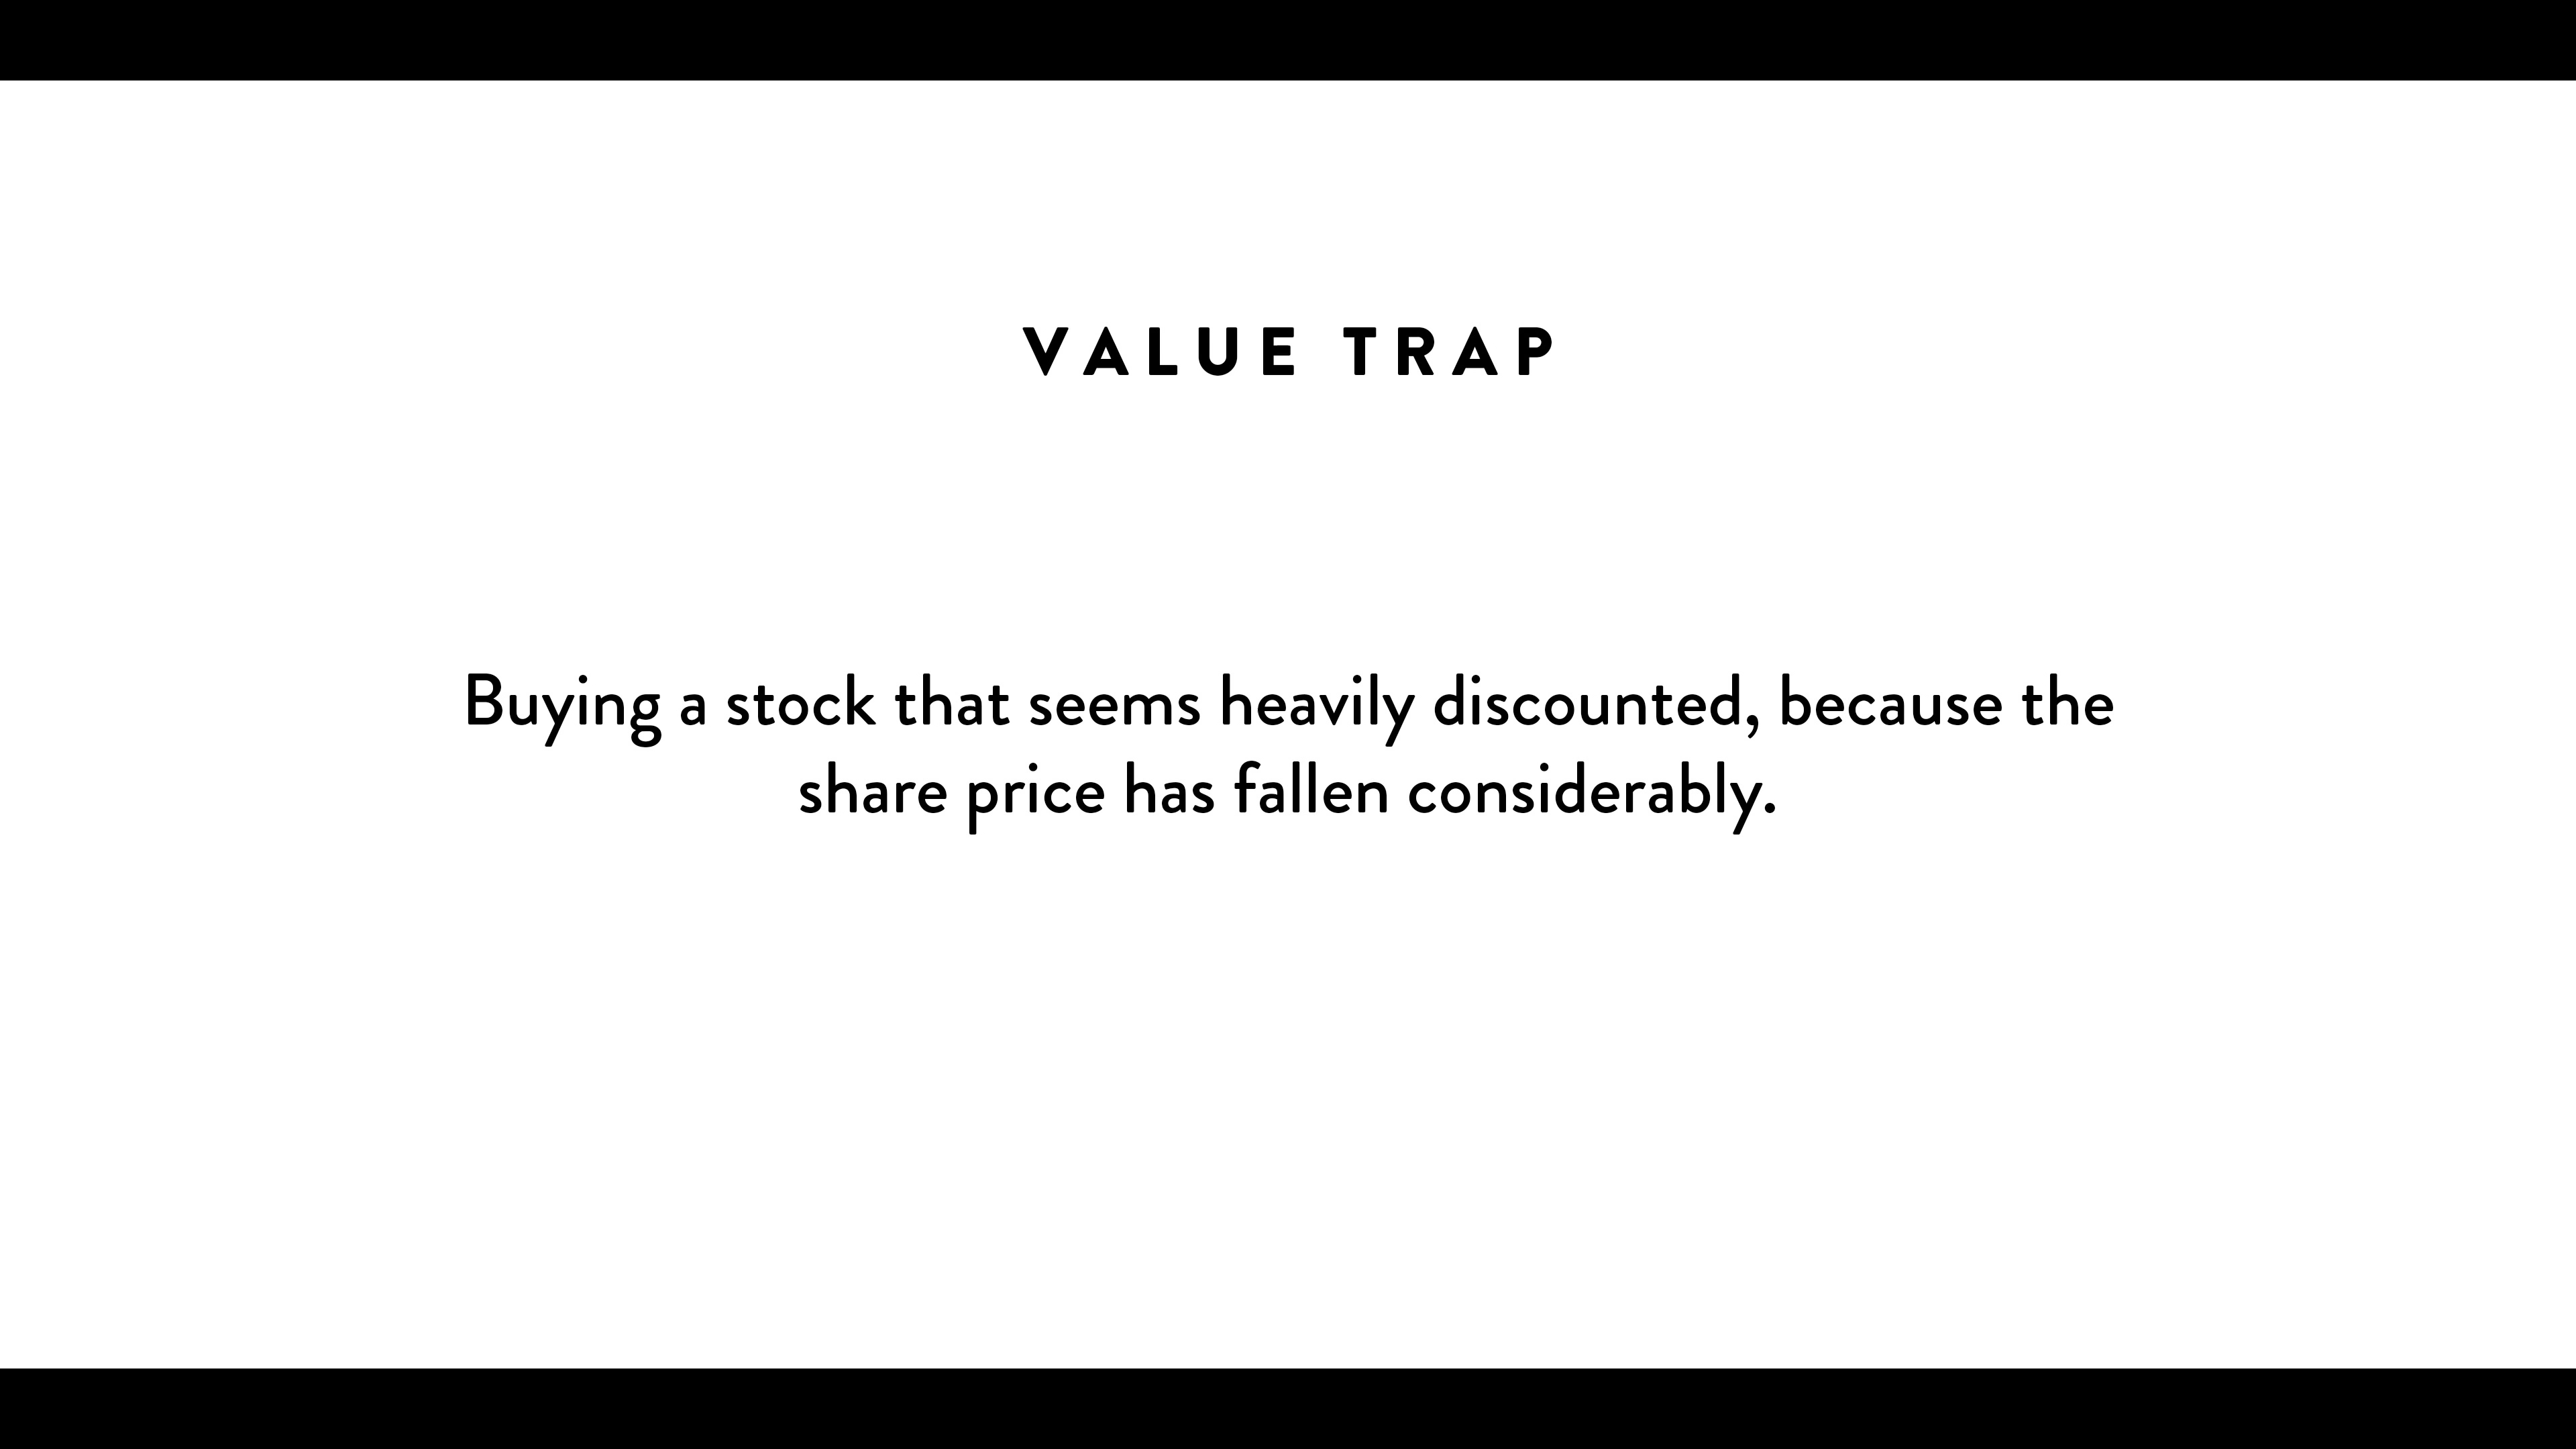 VALUE TRAP
Buying a stock that seems heavily discounted, because the
share price has fallen considerably.